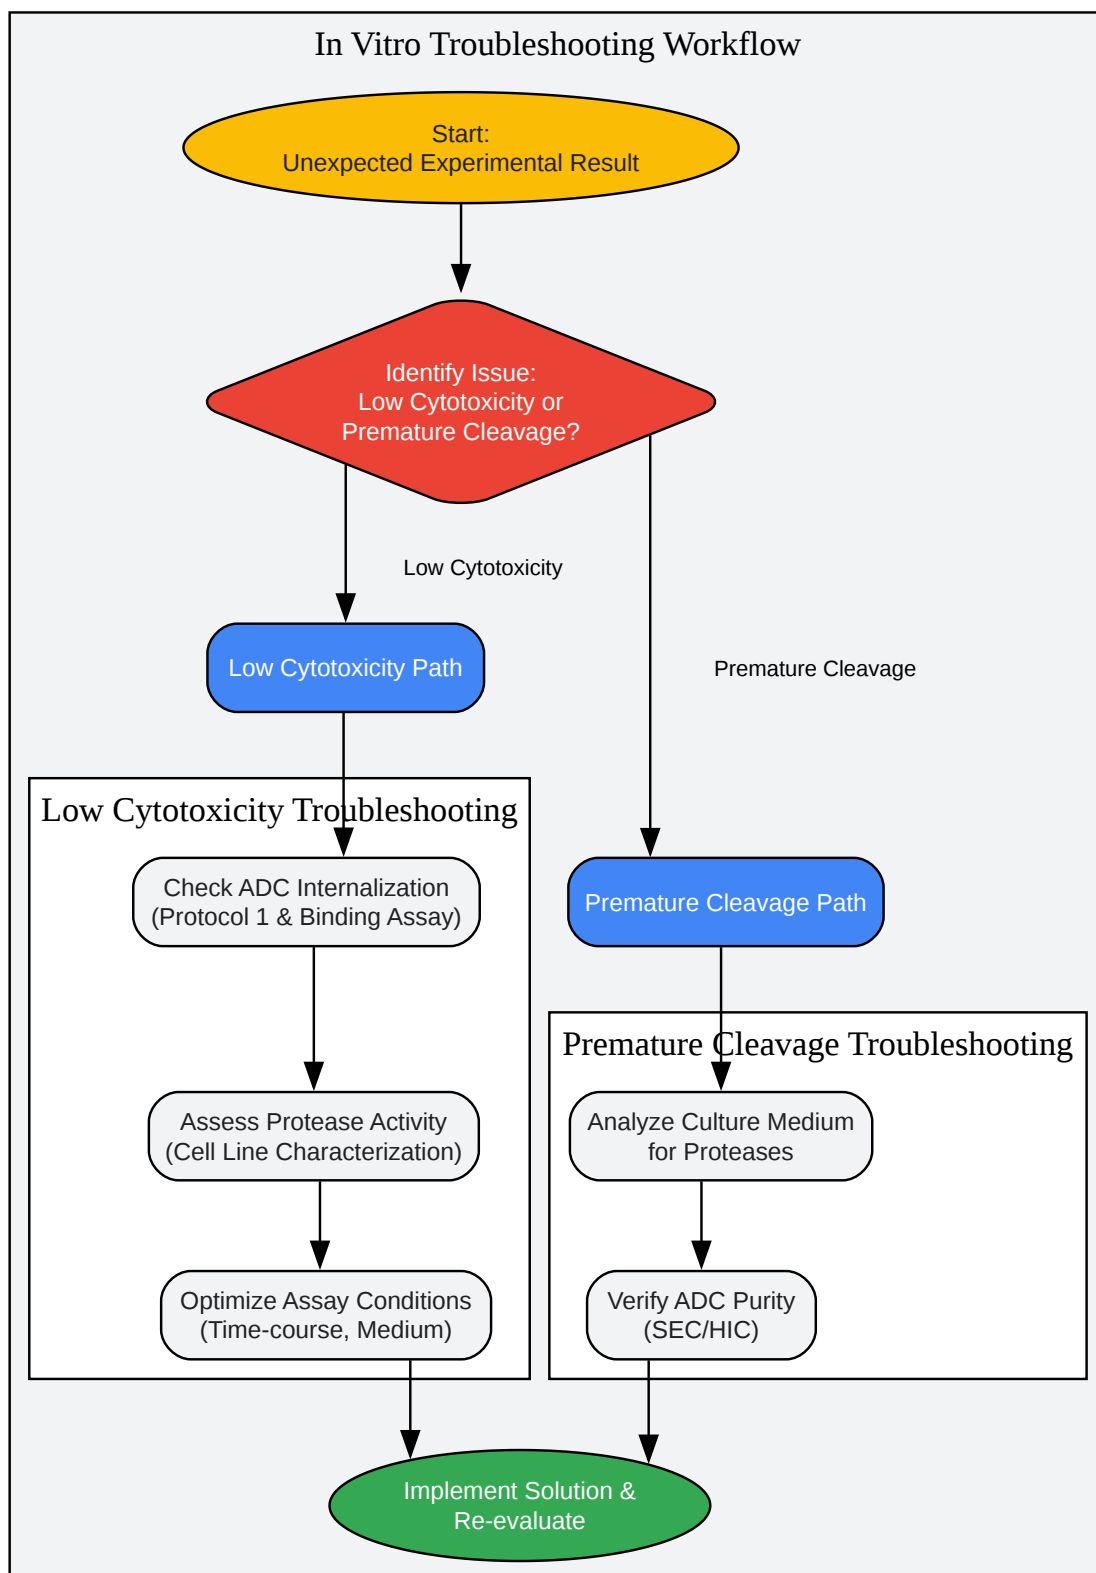 In Vitro Troubleshooting Workflow
Start:
Unexpected Experimental Result
Identify Issue:
Low Cytotoxicity or
Premature Cleavage?
Low Cytotoxicity
Low Cytotoxicity Path
Premature Cleavage
Low Cytotoxicity Troubleshooting
Check ADC Internalization
(Protocol 1 & Binding Assay)
Premature Cleavage Path
Premature Cleavage Troubleshooting
Assess Protease Activity
(Cell Line Characterization)
Analyze Culture Medium
for Proteases
Optimize Assay Conditions
(Time-course, Medium)
Verify ADC Purity
(SEC/HIC)
Implement Solution &
Re-evaluate